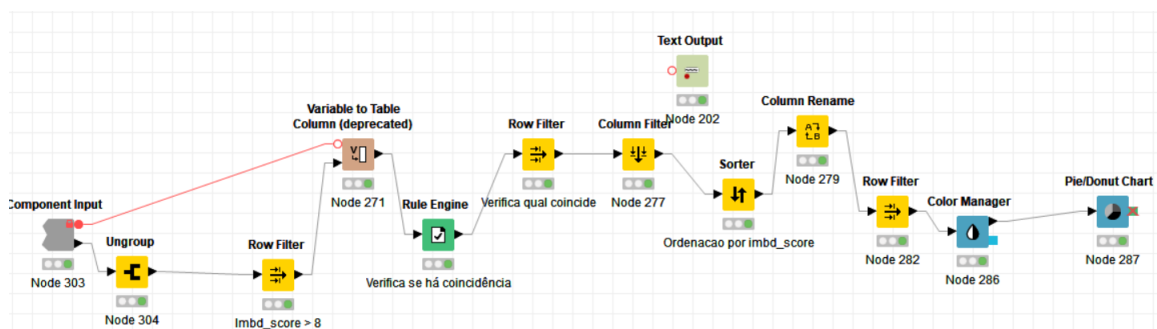 Text Output
Node 202
Variable to Table
Column (deprecated)
Node 271
Row Filter
Verifica qual coincide
Column Filter
Node 277
Column Rename
A
B
Node 279
Sorter
Ordenacao por imbd_score
Row Filter
Node 282
Color Manager
Node 286
Pie/Donut Chart
Node 287
Component Input
Node 303
Ungroup
Node 304
Row Filter
Imbd_score > 8
V
Rule Engine
Verifica se há coincidência